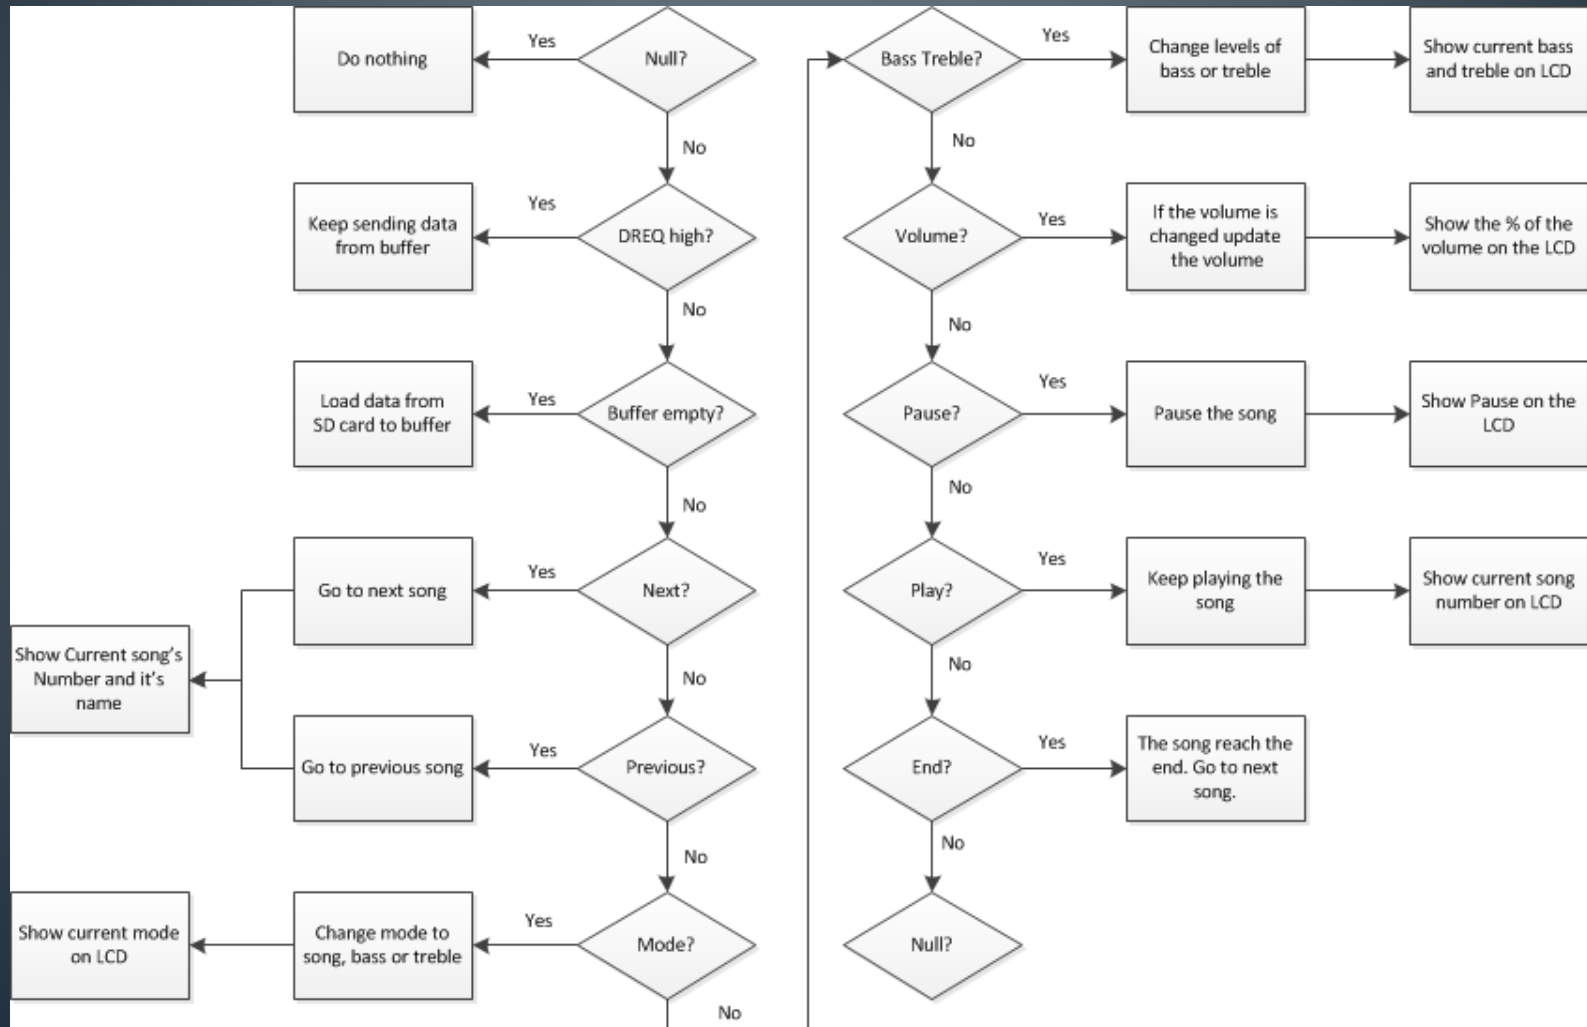 Do nothing
Yes
Null?
No
Keep sending data
from buffer
Yes
DREQ high?
No
Load data from
SD card to buffer
Yes
Buffer empty?
No
Go to next song
Yes
Next?
No
Show Current song's
Number and it's
name
Go to previous song
Yes
Previous?
No
Show current mode
on LCD
Change mode to
song, bass or treble
Yes
Mode?
No
Bass Treble?
Yes
Change levels of
bass or treble
Show current bass
and treble on LCD
No
Volume?
Yes
If the volume is
changed update
the volume
Show the % of the
volume on the LCD
No
Pause?
Yes
Pause the song
Show Pause on the
LCD
No
Play?
Yes
Keep playing the
song
Show current song
number on LCD
No
End?
Yes
The song reach the
end. Go to next
song.
No
Null?